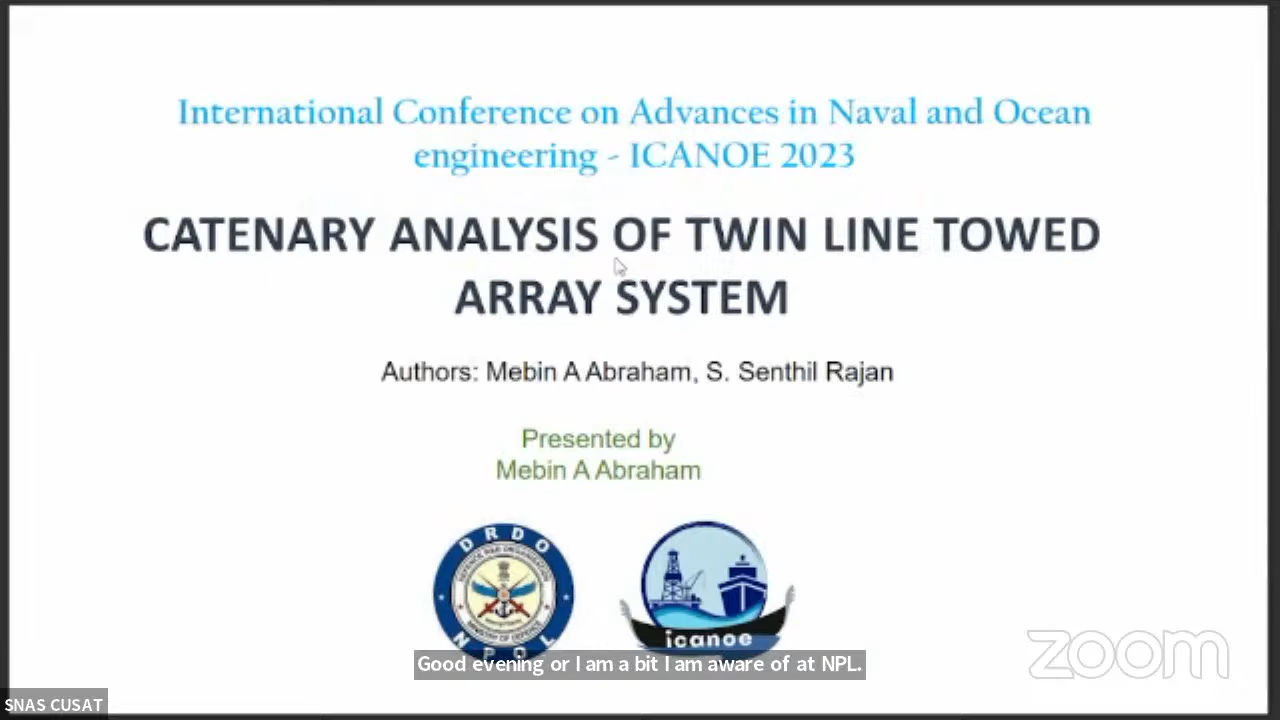 International Conference on Advances in Naval and Ocean
engineering - ICANOE 2023
CATENARY ANALYSIS OF TWIN LINE TOWED
ARRAY SYSTEM
Authors: Mebin A Abraham, S. Senthil Rajan
Presented by
Mebin A Abraham
DRDO
NPOL
icanoe
Good evening or I am a bit I am aware of at NPL.
zoom
SNAS CUSAT